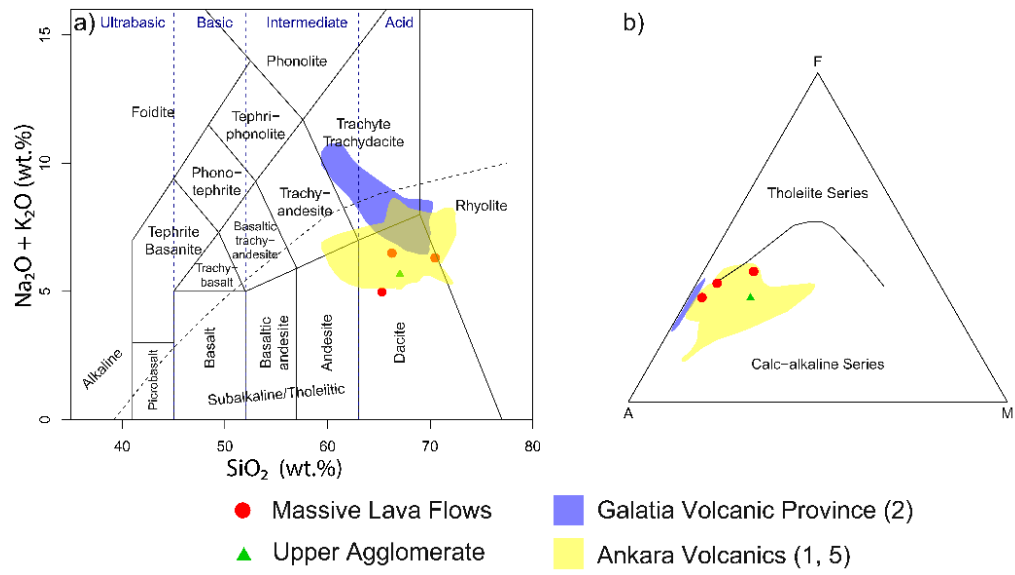 a)
Ultrabasic
Basic
Intermediate
Acid
Phonolite
Foidite
Tephri-
phonolite
Trachyte
Trachydacite
Phono-
tephrite
Trachy-
andesite
Rhyolite
Tephrite
Basanite
Basaltic
trachy-
andesite
Trachy-
basalt
Alkaline
Picrobasalt
Basalt
Basaltic
andesite
Andesite
Dacite
Subalkaline/Tholeiitic
0
5
10
15
Na₂O + K₂O (wt.%)
40
50
60
70
80
SiO₂ (wt.%)
b)
F
Tholeiite Series
Calc-alkaline Series
A
M
Massive Lava Flows
Upper Agglomerate
Galatia Volcanic Province (2)
Ankara Volcanics (1, 5)